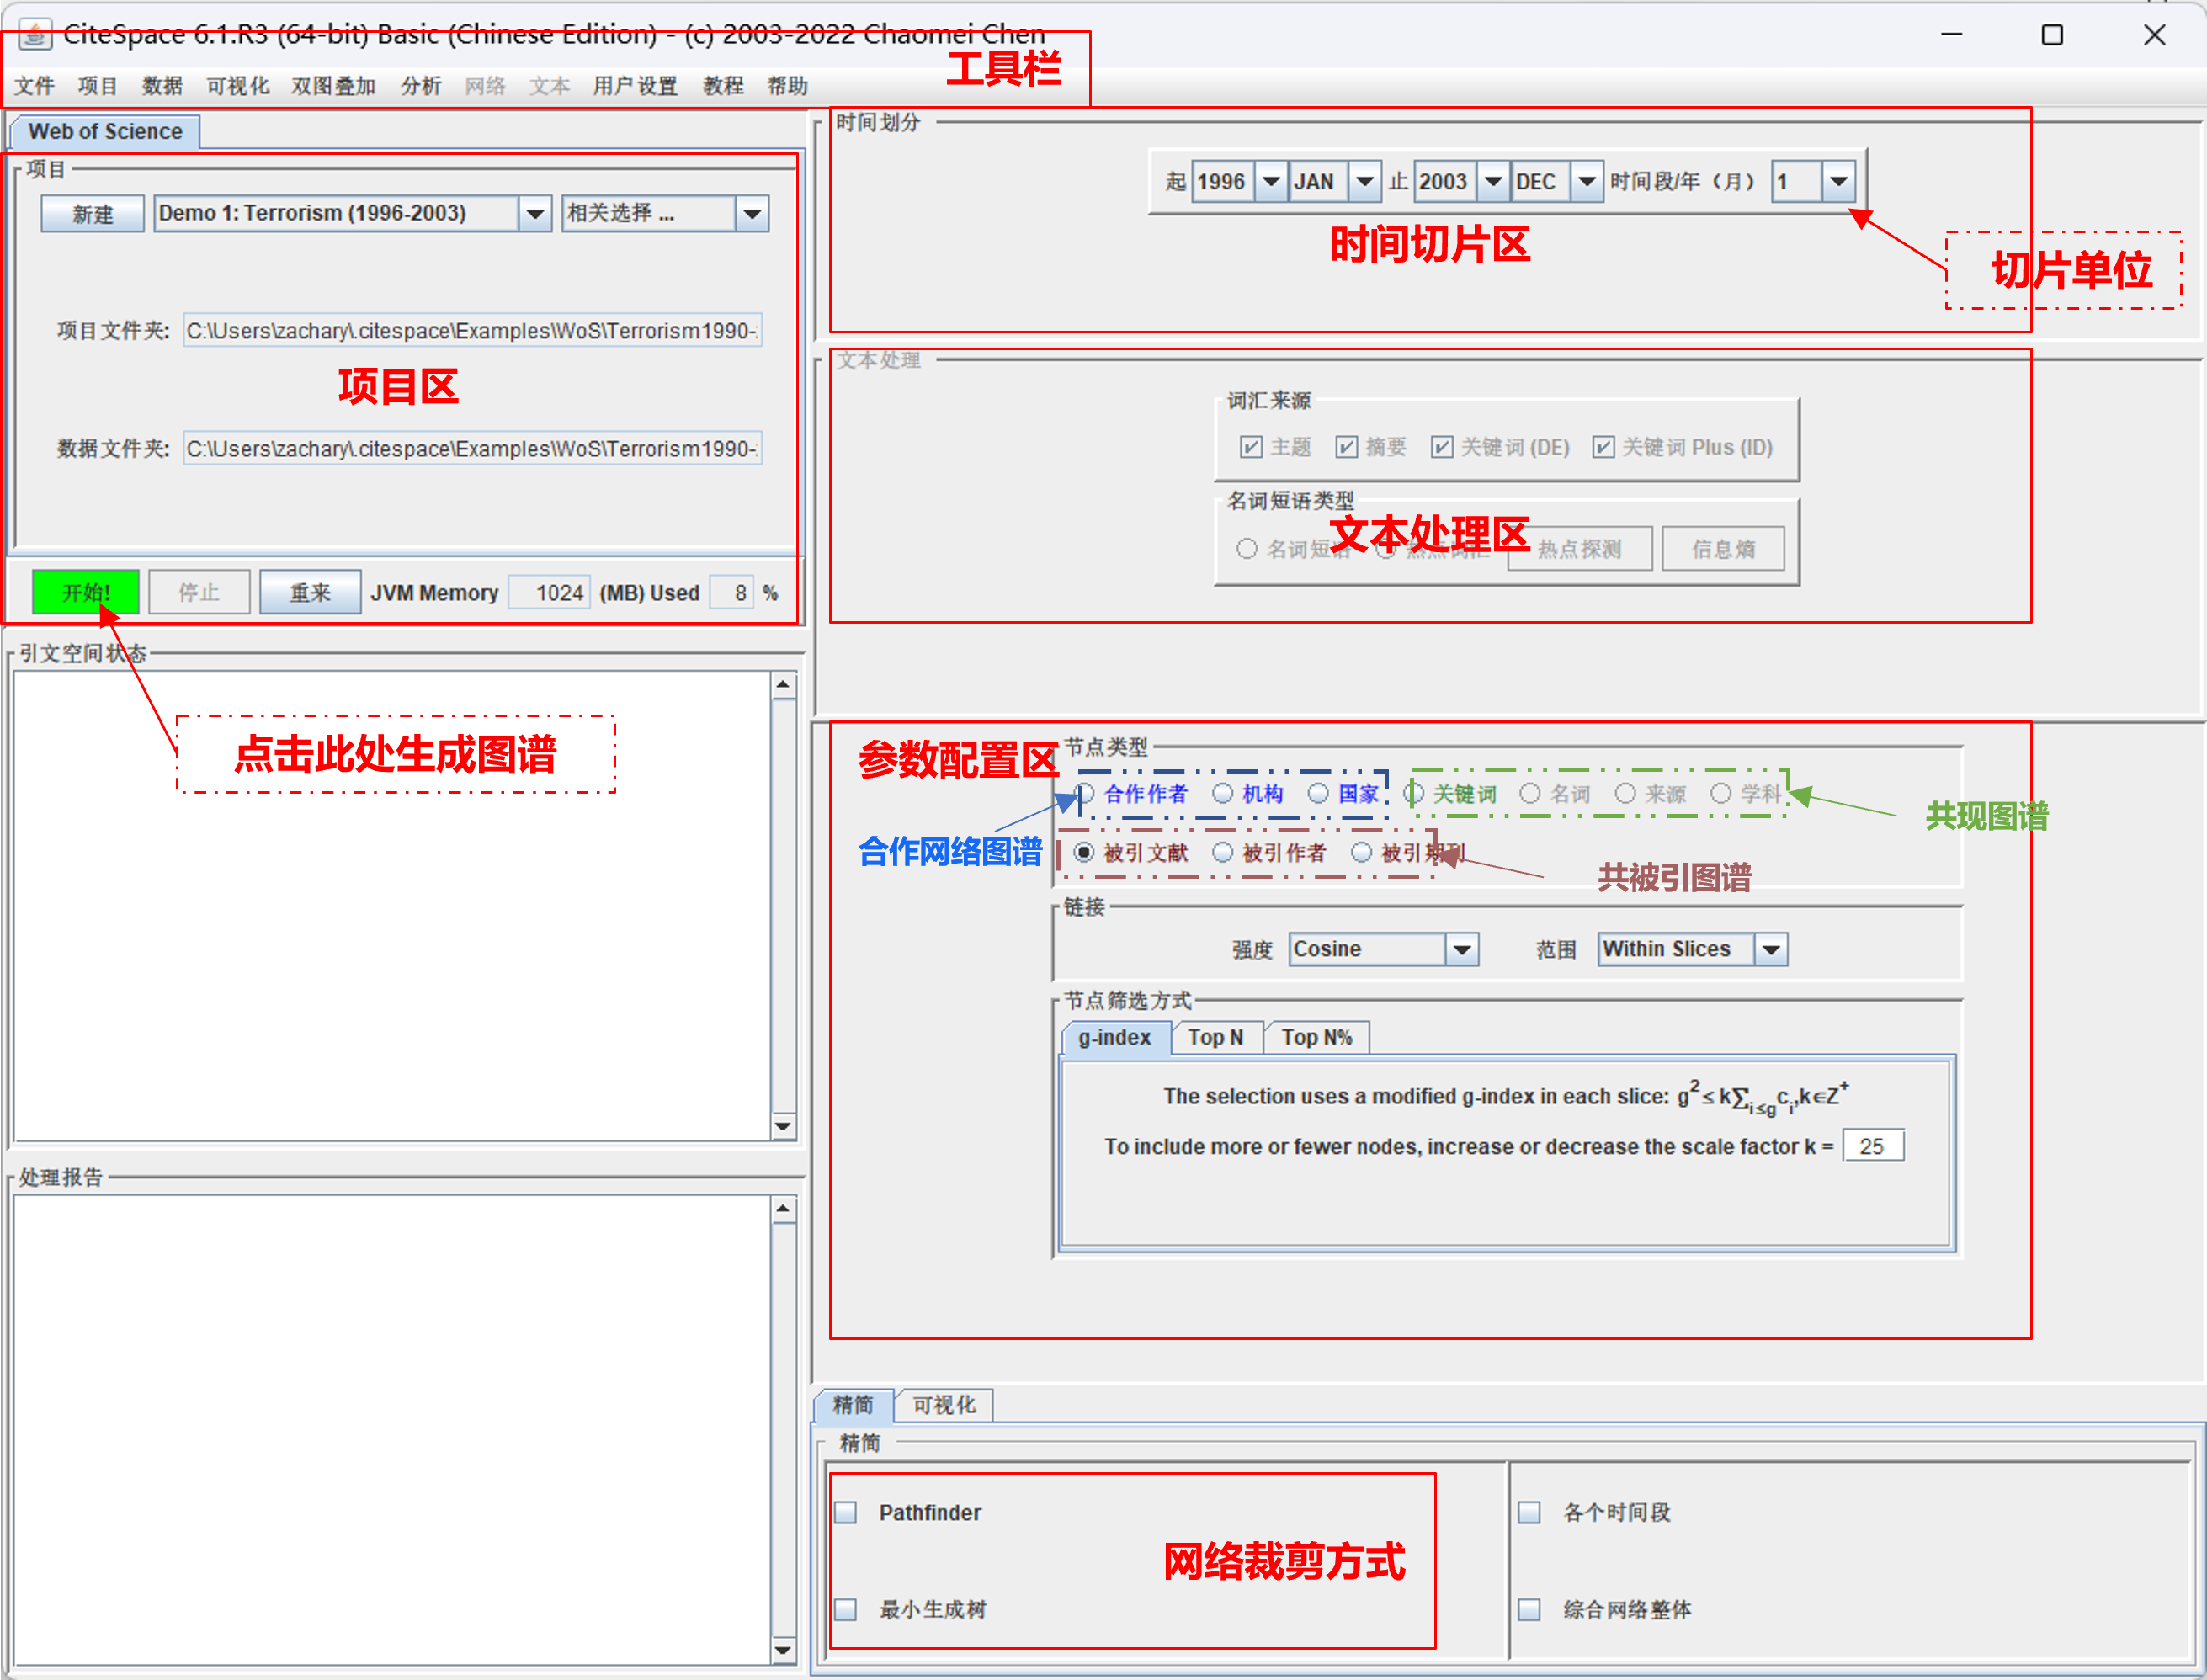 CiteSpace 6.1.R3 (64-bit) Basic (Chinese Edition) - (c) 2003-2022 Chaomei Chen
工具栏
文件 项目 数据 可视化 双图叠加 分析 网络 文本 用户设置 教程 帮助
Web of Science
项目
新建 Demo 1: Terrorism (1996-2003) 相关选择 ...
项目文件夹: C:\Users\zachary\.citespace\Examples\WoS\Terrorism1990-
项目区
数据文件夹: C:\Users\zachary\.citespace\Examples\WoS\Terrorism1990-
开始! 停止 重来 JVM Memory 1024 (MB) Used 8 %
引文空间状态
点击此处生成图谱
处理报告
时间划分
起 1996 JAN 止 2003 DEC 时间段/年（月） 1
时间切片区
切片单位
文本处理
词汇来源
主题 摘要 关键词 (DE) 关键词 Plus (ID)
名词短语类型
文本处理区
名词短语 热点探测 信息熵
参数配置区
节点类型
合作作者 机构 国家 关键词 名词 来源 学科
共现图谱
合作网络图谱
被引文献 被引作者 被引期刊
共被引图谱
链接
强度 Cosine 范围 Within Slices
节点筛选方式
g-index Top N Top N%
The selection uses a modified g-index in each slice: g² ≤ k∑i≤g ci, k∈Z⁺
To include more or fewer nodes, increase or decrease the scale factor k = 25
精简 可视化
精简
Pathfinder 各个时间段
网络裁剪方式
最小生成树 综合网络整体